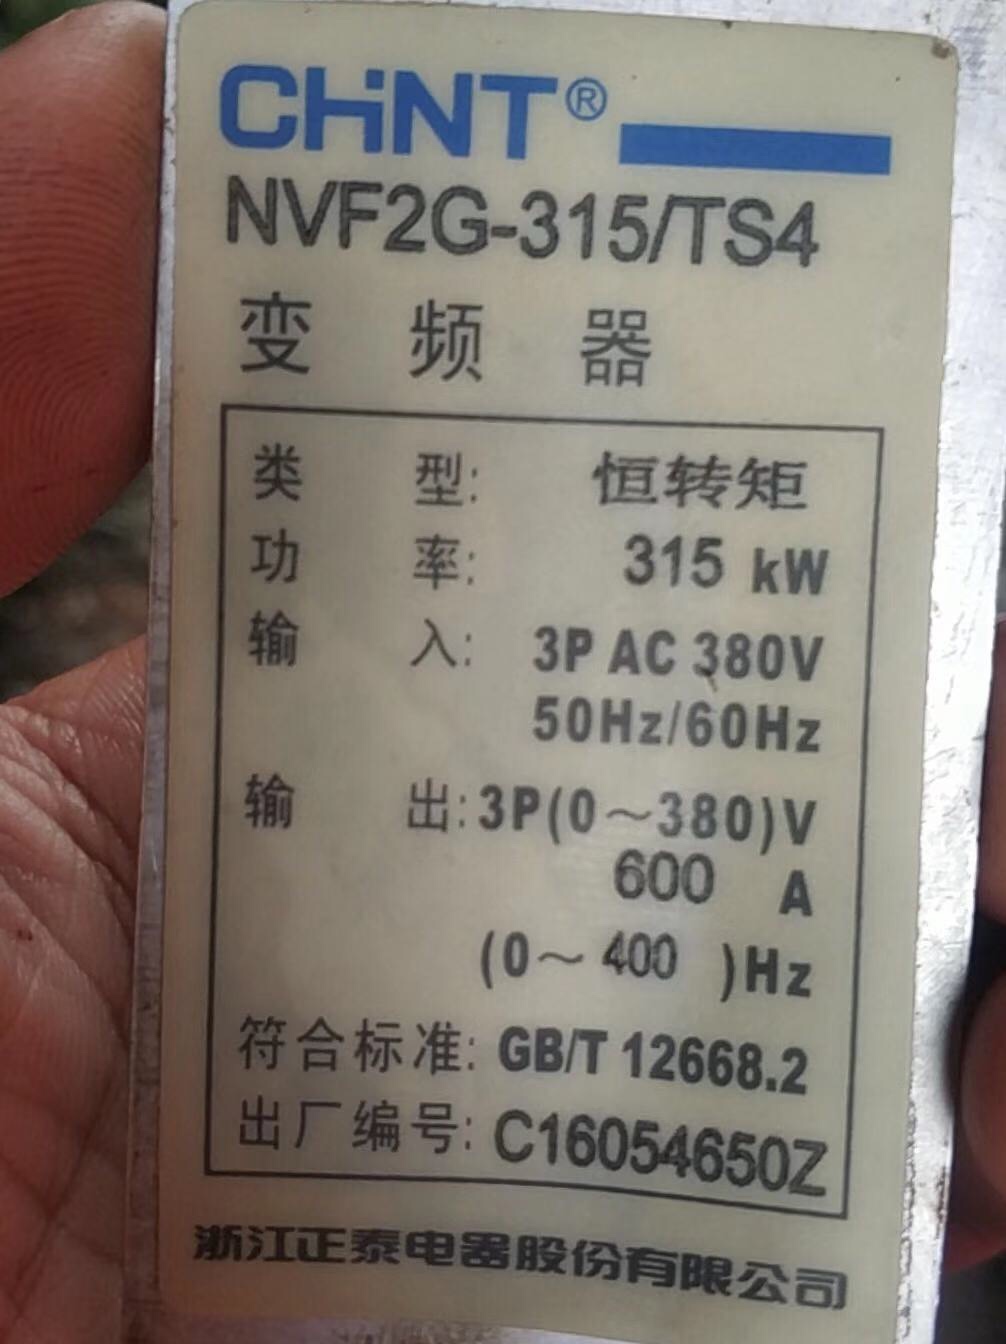 CHiNT®
NVF2G-315/TS4
变频器
类型: 恒转矩
功率: 315 kW
输入: 3P AC 380V
50Hz/60Hz
输出: 3P(0～380)V
600 A
(0～400)Hz
符合标准: GB/T 12668.2
出厂编号: C16054650Z
浙江正泰电器股份有限公司